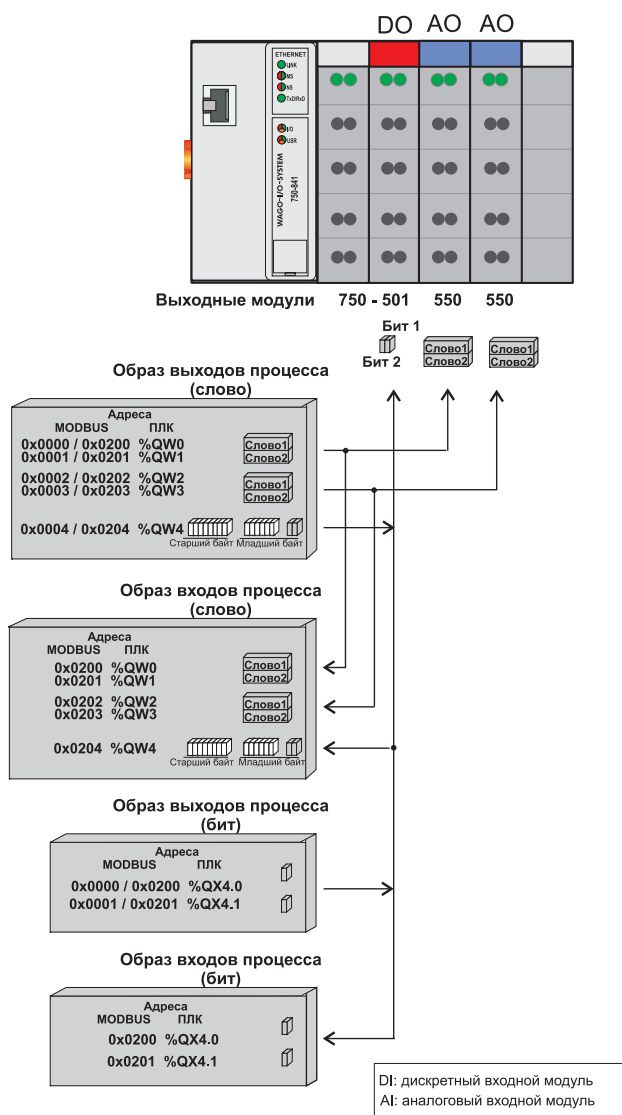 DO AO AO
ETHERNET
LINK
MS
NS
TxD/RxD
I/O
USR
WAGO-I/O-SYSTEM
750-841
Выходные модули 750 - 501 550 550
Бит 1
Бит 2
Слово1
Слово2
Слово1
Слово2
Образ выходов процесса
(слово)
Адреса
MODBUS ПЛК
0x0000 / 0x0200 %QW0
0x0001 / 0x0201 %QW1
Слово1
Слово2
0x0002 / 0x0202 %QW2
0x0003 / 0x0203 %QW3
Слово1
Слово2
0x0004 / 0x0204 %QW4
Старший байт Младший байт
Образ входов процесса
(слово)
Адреса
MODBUS ПЛК
0x0200 %QW0
0x0201 %QW1
Слово1
Слово2
0x0202 %QW2
0x0203 %QW3
Слово1
Слово2
0x0204 %QW4
Старший байт Младший байт
Образ выходов процесса
(бит)
Адреса
MODBUS ПЛК
0x0000 / 0x0200 %QX4.0
0x0001 / 0x0201 %QX4.1
Образ входов процесса
(бит)
Адреса
MODBUS ПЛК
0x0200 %QX4.0
0x0201 %QX4.1
DI: дискретный входной модуль
AI: аналоговый входной модуль